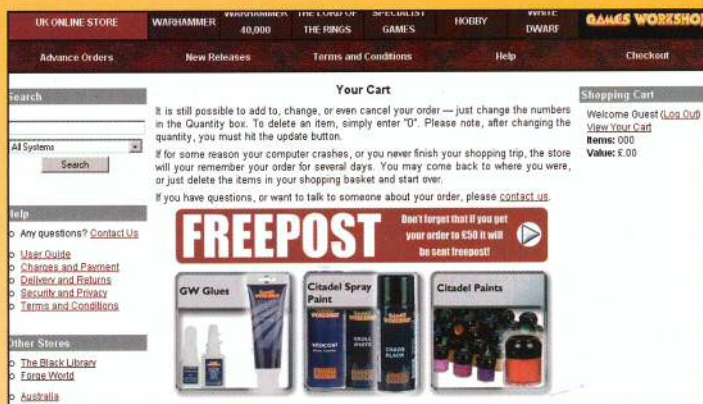 UK ONLINE STORE
WARHAMMER
WARHAMMER
40,000
THE LORD OF
THE RINGS
SPECIALIST
GAMES
HOBBY
WHITE
DWARF
GAMES WORKSHOP
Advance Orders
New Releases
Terms and Conditions
Help
Checkout
Search
All Systems
Search
Help
Any questions? Contact Us
User Guide
Charges and Payment
Delivery and Returns
Security and Privacy
Terms and Conditions
Other Stores
The Black Library
Forge World
Australia
Your Cart
It is still possible to add to, change, or even cancel your order — just change the numbers
in the Quantity box. To delete an item, simply enter "0". Please note, after changing the
quantity, you must hit the update button.
If for some reason your computer crashes, or you never finish your shopping trip, the store
will your remember your order for several days. You may come back to where you were,
or just delete the items in your shopping basket and start over.
If you have questions, or want to talk to someone about your order, please contact us.
FREEPOST
Don't forget that if you get
your order to £50 it will
be sent freepost!
GW Glues
Citadel Spray
Paint
Citadel Paints
CHAOS
BLACK
Shopping Cart
Welcome Guest (Log Out)
View Your Cart
Items: 000
Value: £.00